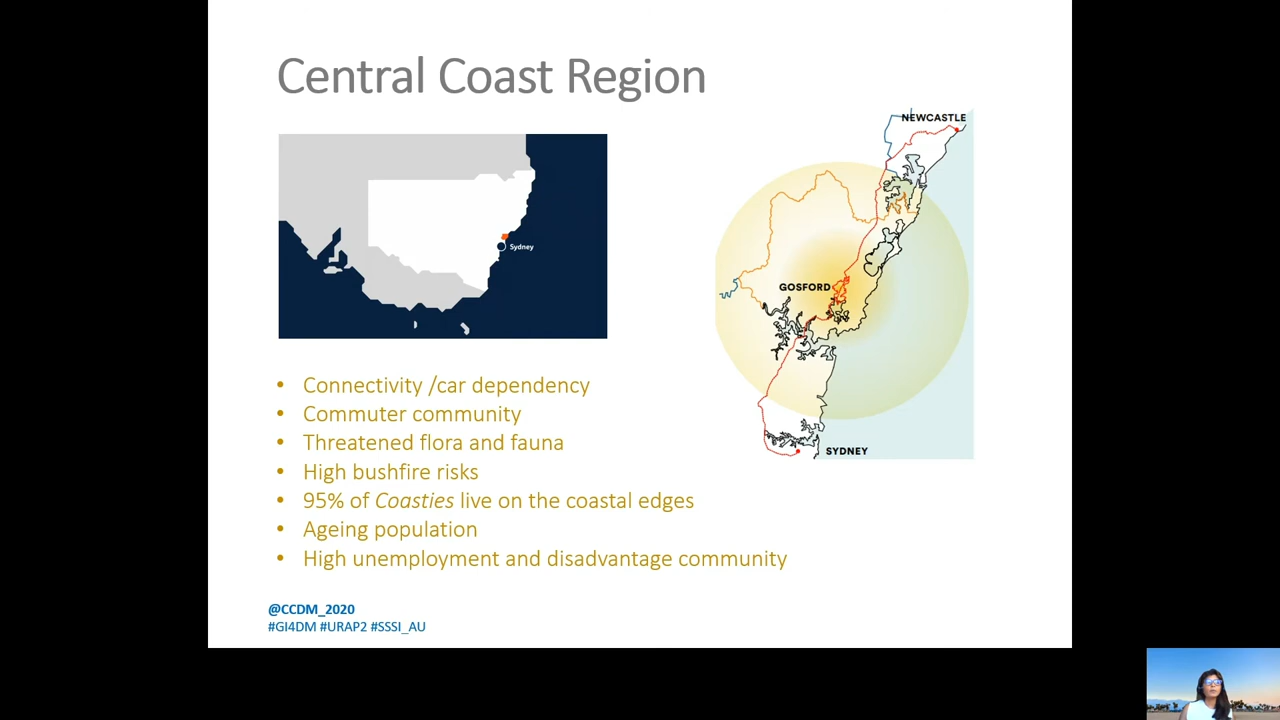 Central Coast Region
Sydney
NEWCASTLE
GOSFORD
SYDNEY
• Connectivity /car dependency
• Commuter community
• Threatened flora and fauna
• High bushfire risks
• 95% of Coasties live on the coastal edges
• Ageing population
• High unemployment and disadvantage community
@CCDM_2020
#GI4DM #URAP2 #SSSI_AU